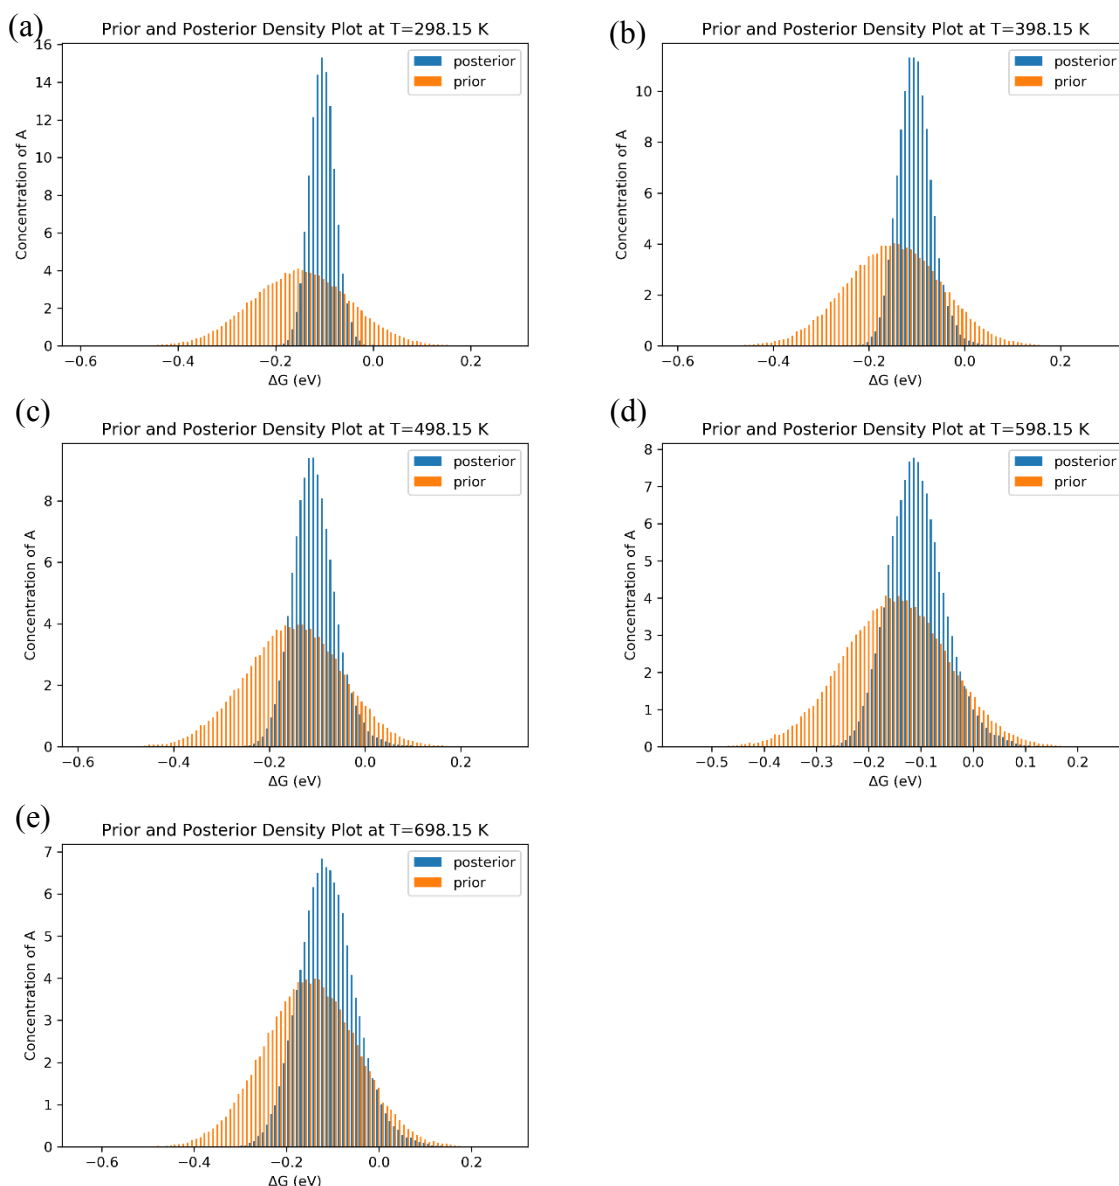 (a)
Prior and Posterior Density Plot at T=298.15 K
posterior
prior
Concentration of A
16
14
12
10
8
6
4
2
0
−0.6 −0.4 −0.2 0.0 0.2
ΔG (eV)
(b)
Prior and Posterior Density Plot at T=398.15 K
posterior
prior
Concentration of A
10
8
6
4
2
0
−0.6 −0.4 −0.2 0.0 0.2
ΔG (eV)
(c)
Prior and Posterior Density Plot at T=498.15 K
posterior
prior
Concentration of A
8
6
4
2
0
−0.6 −0.4 −0.2 0.0 0.2
ΔG (eV)
(d)
Prior and Posterior Density Plot at T=598.15 K
posterior
prior
Concentration of A
8
7
6
5
4
3
2
1
0
−0.5 −0.4 −0.3 −0.2 −0.1 0.0 0.1 0.2
ΔG (eV)
(e)
Prior and Posterior Density Plot at T=698.15 K
posterior
prior
Concentration of A
7
6
5
4
3
2
1
0
−0.6 −0.4 −0.2 0.0 0.2
ΔG (eV)